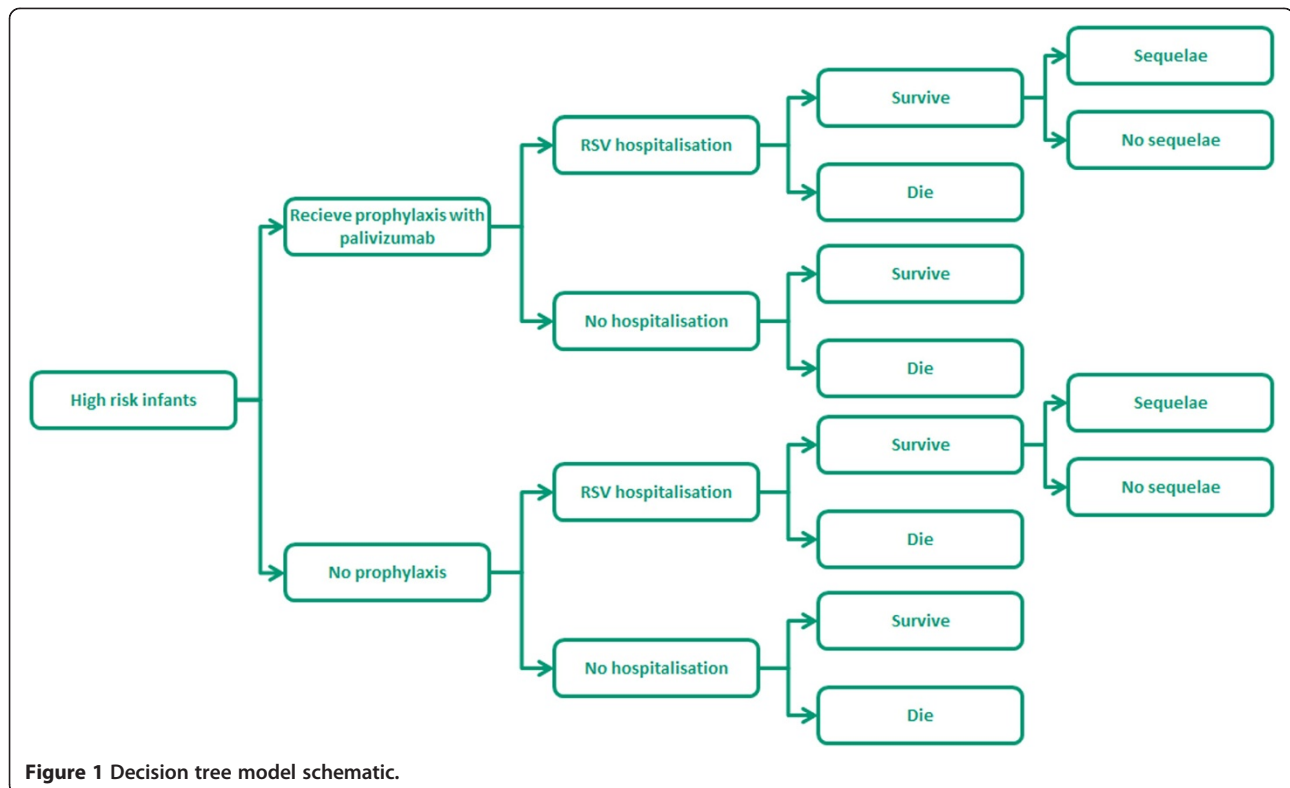 Sequelae
Survive
No sequelae
RSV hospitalisation
Die
Recieve prophylaxis with
palivizumab
Survive
No hospitalisation
Die
High risk infants
Sequelae
Survive
No sequelae
RSV hospitalisation
Die
No prophylaxis
Survive
No hospitalisation
Die
Figure 1 Decision tree model schematic.